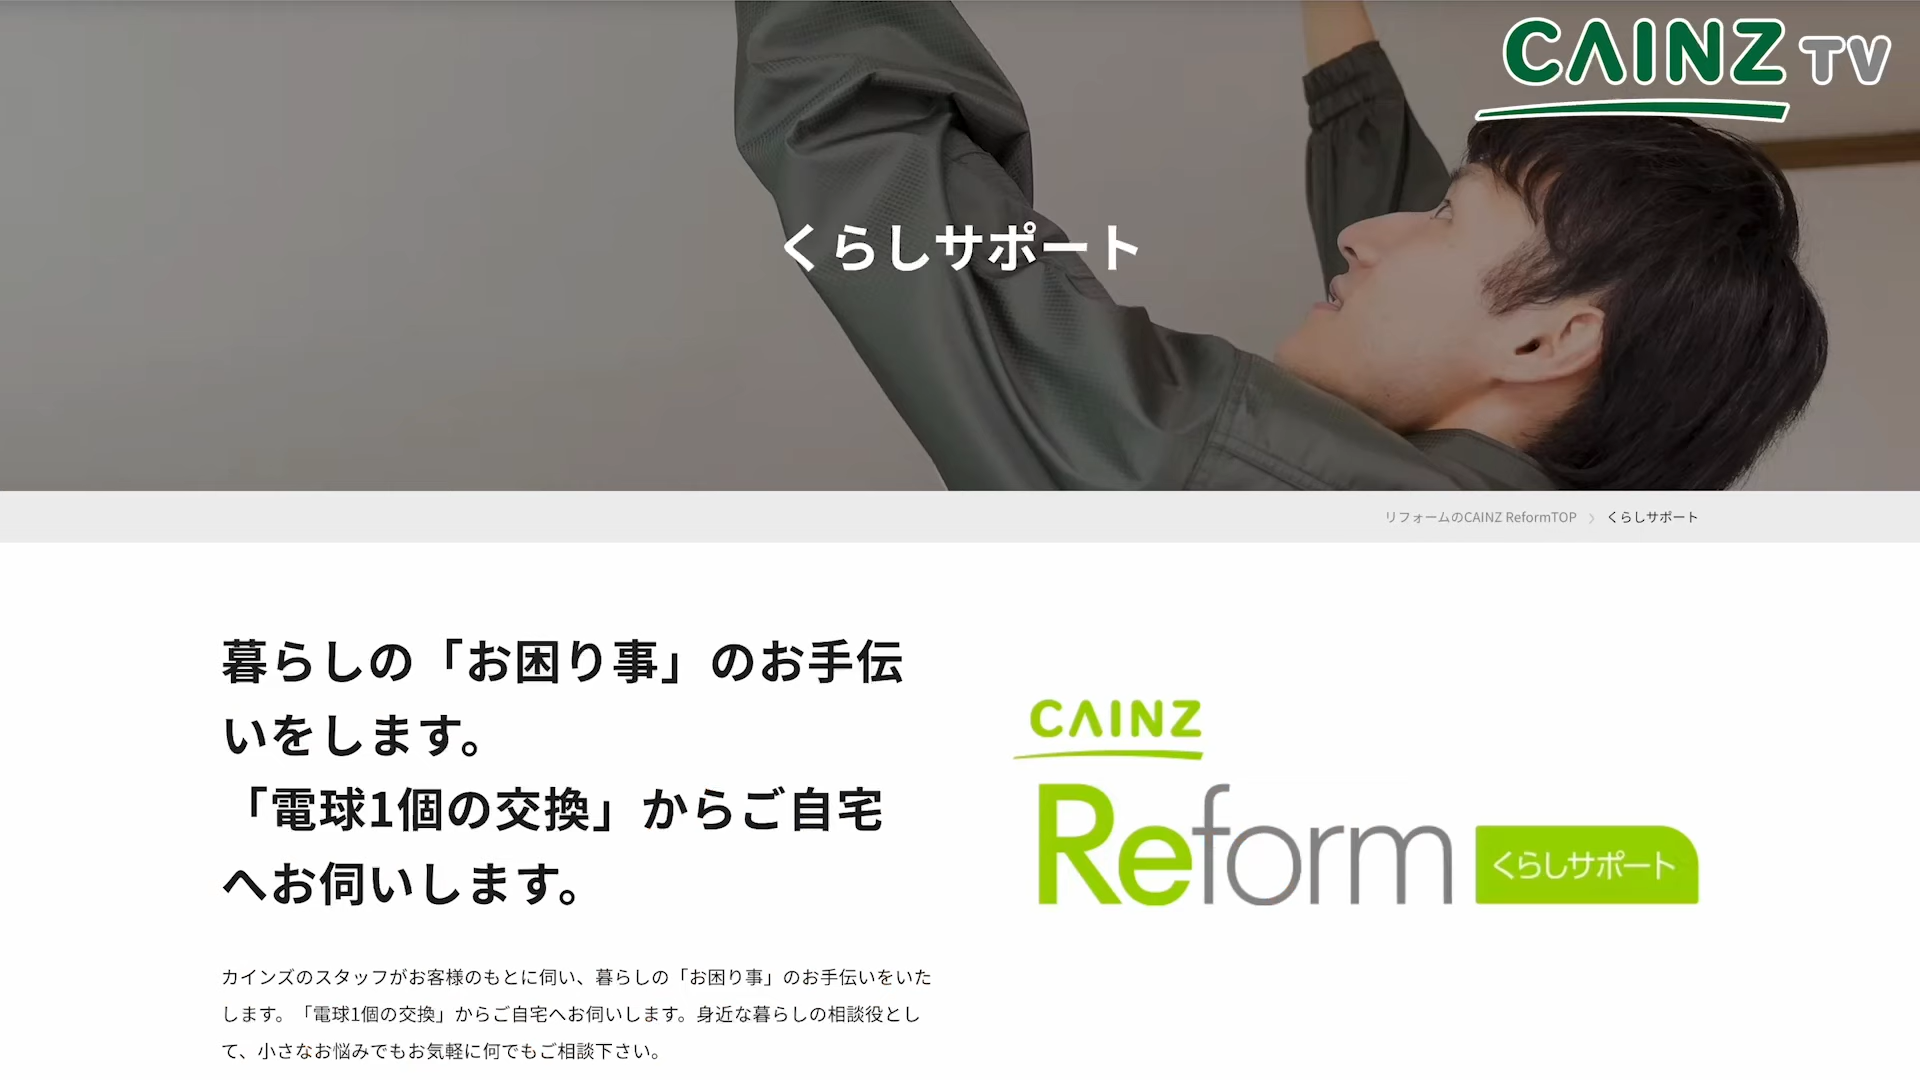 CAINZ TV
くらしサポート
リフォームのCAINZ ReformTOP 〉 くらしサポート
暮らしの「お困り事」のお手伝
いをします。
「電球1個の交換」からご自宅
へお伺いします。
カインズのスタッフがお客様のもとに伺い、暮らしの「お困り事」のお手伝いをいた
します。「電球1個の交換」からご自宅へお伺いします。身近な暮らしの相談役とし
て、小さなお悩みでもお気軽に何でもご相談下さい。
CAINZ
Reform くらしサポート